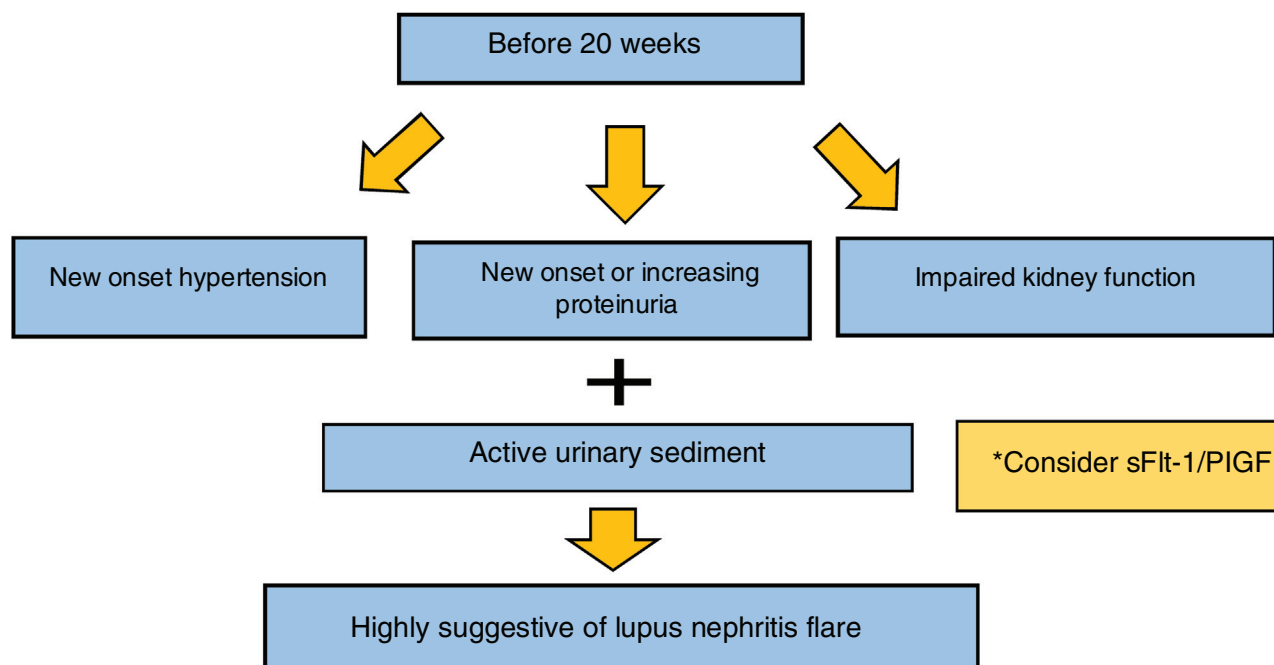 Before 20 weeks
New onset hypertension
New onset or increasing
proteinuria
Impaired kidney function
+
Active urinary sediment
*Consider sFlt-1/PIGF
Highly suggestive of lupus nephritis flare